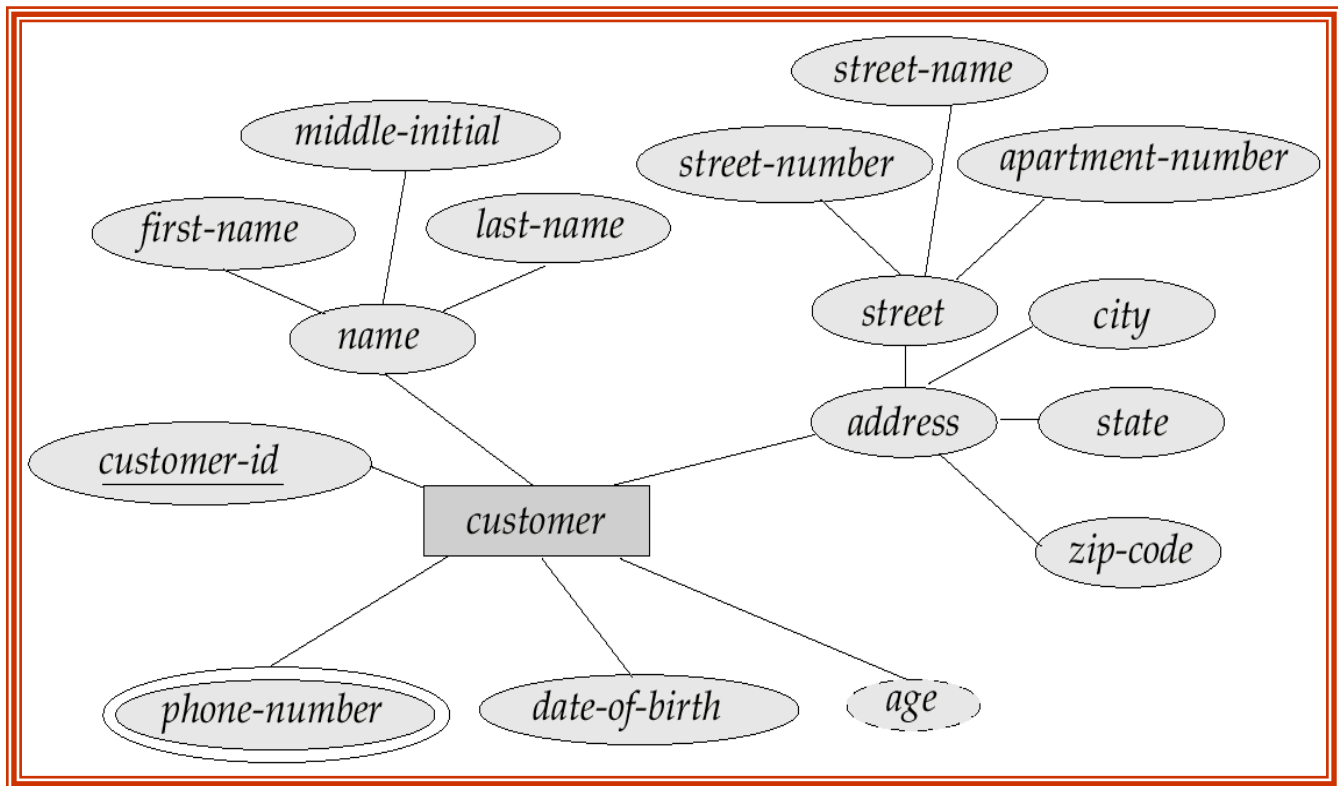 street-name
middle-initial
street-number
apartment-number
first-name
last-name
street
city
name
address
state
customer-id
customer
zip-code
phone-number
date-of-birth
age